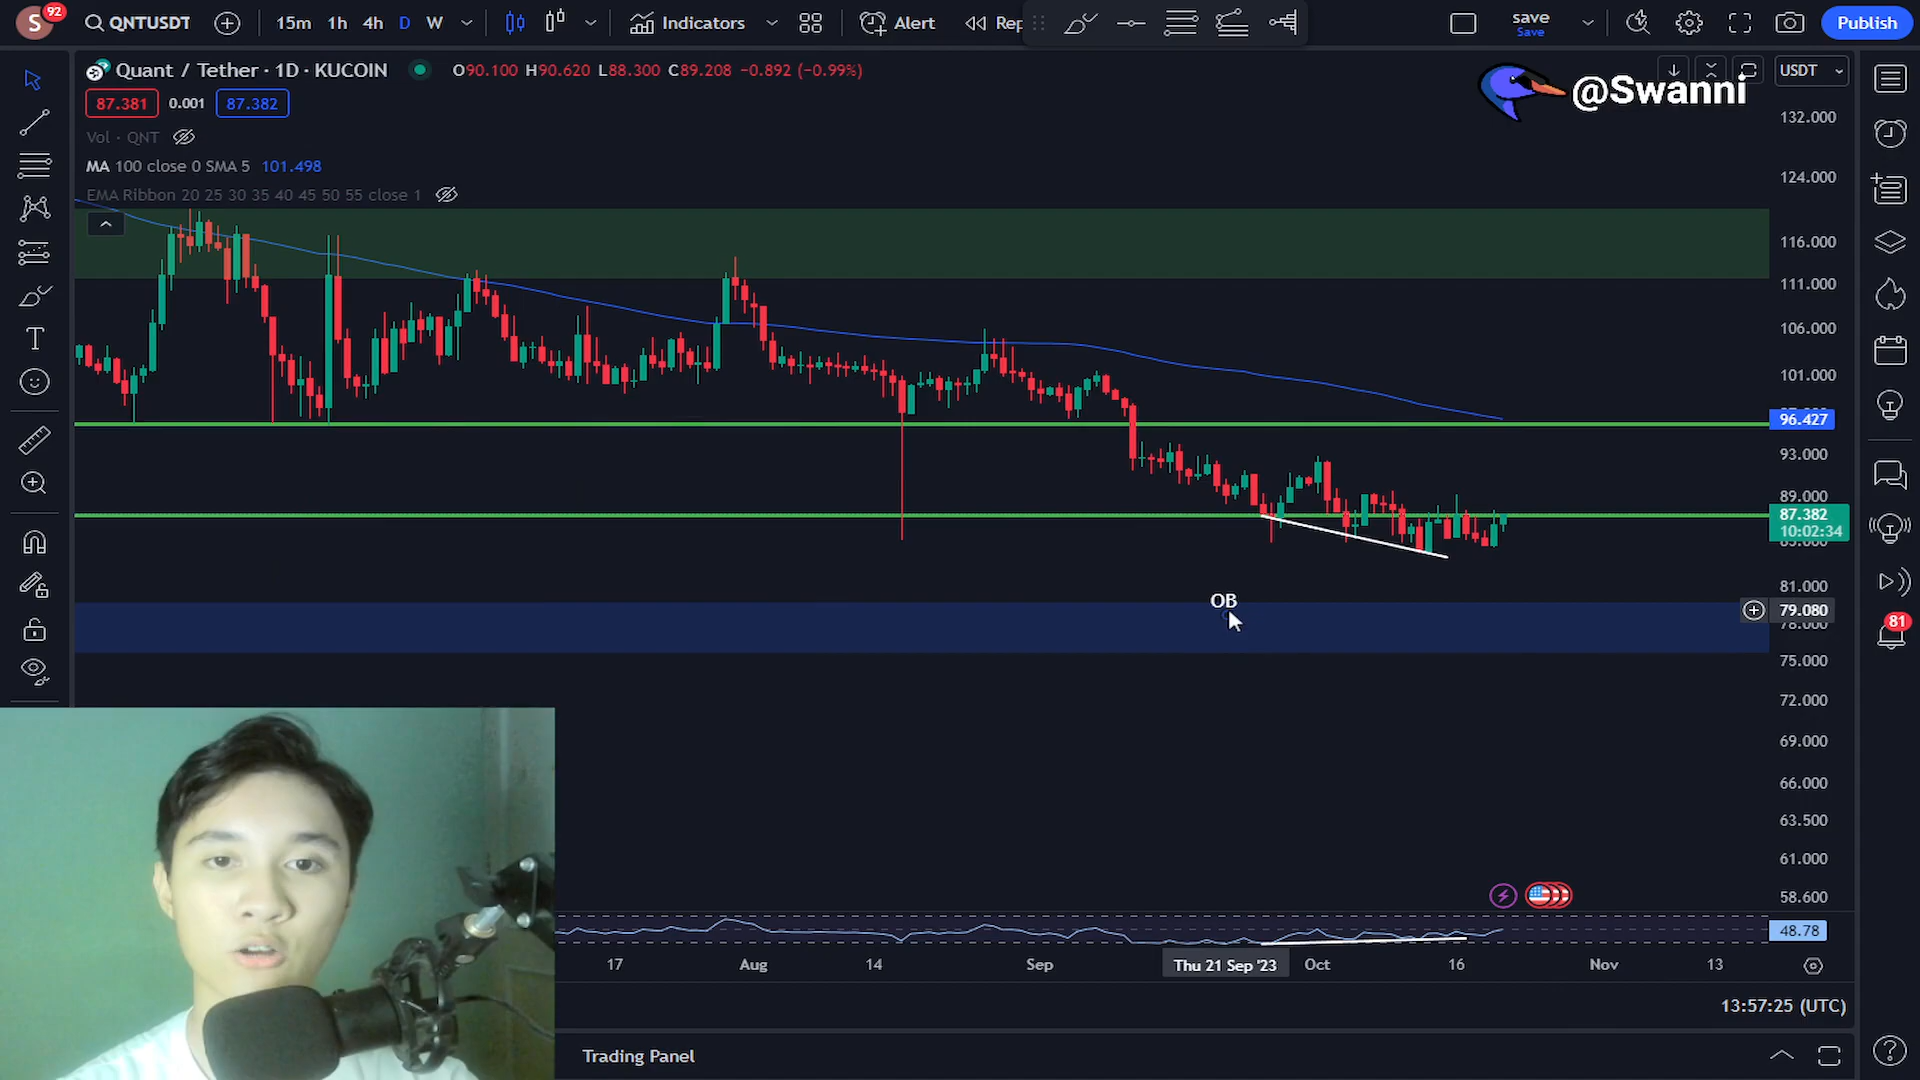 S 92 QNTUSDT 15m 1h 4h D W Indicators Alert Rep save Save Publish
Quant / Tether · 1D · KUCOIN O90.100 H90.620 L88.300 C89.208 −0.892 (−0.99%) USDT
@Swanni
87.381 0.001 87.382
Vol · QNT
MA 100 close 0 SMA 5 101.498
EMA Ribbon 20 25 30 35 40 45 50 55 close 1
132.000
124.000
116.000
111.000
106.000
101.000
96.427
93.000
89.000
87.382
10:02:34
81.000
OB
79.080
78.000
75.000
72.000
69.000
66.000
63.500
61.000
58.600
48.78
81
17 Aug 14 Sep Thu 21 Sep '23 Oct 16 Nov 13
13:57:25 (UTC)
Trading Panel